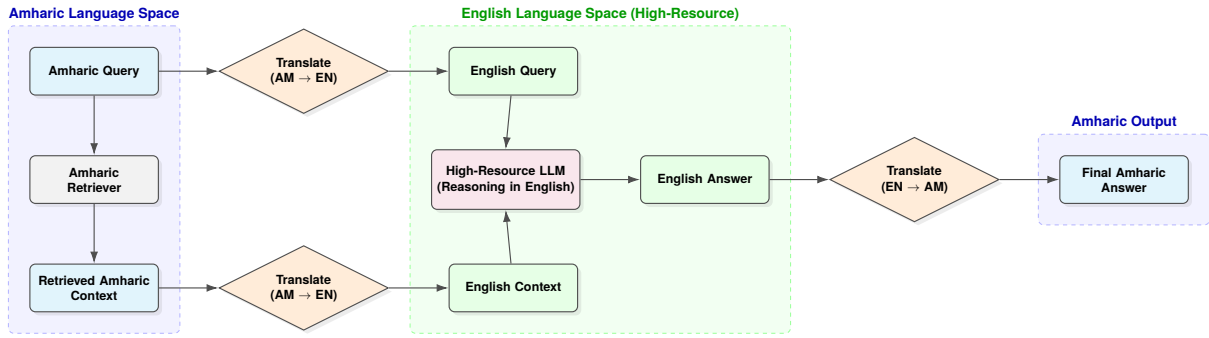 Amharic Language Space
English Language Space (High-Resource)
Amharic Query
Translate
(AM → EN)
English Query
Amharic
Retriever
High-Resource LLM
(Reasoning in English)
English Answer
Translate
(EN → AM)
Amharic Output
Final Amharic
Answer
Retrieved Amharic
Context
Translate
(AM → EN)
English Context